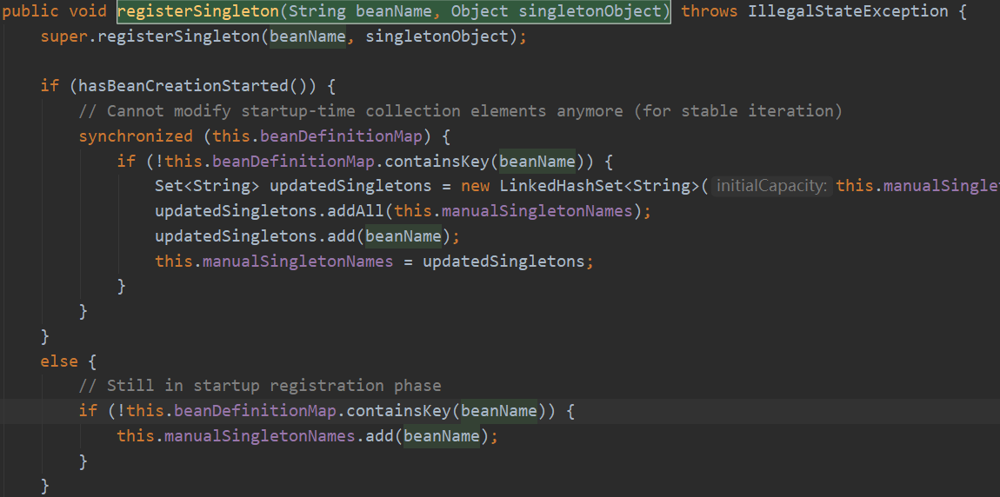 public void registerSingleton(String beanName, Object singletonObject) throws IllegalStateException {
super.registerSingleton(beanName, singletonObject);
if (hasBeanCreationStarted()) {
// Cannot modify startup-time collection elements anymore (for stable iteration)
synchronized (this.beanDefinitionMap) {
if (!this.beanDefinitionMap.containsKey(beanName)) {
Set<String> updatedSingletons = new LinkedHashSet<String>( initialCapacity: this.manualSinglet
updatedSingletons.addAll(this.manualSingletonNames);
updatedSingletons.add(beanName);
this.manualSingletonNames = updatedSingletons;
}
}
}
else {
// Still in startup registration phase
if (!this.beanDefinitionMap.containsKey(beanName)) {
this.manualSingletonNames.add(beanName);
}
}